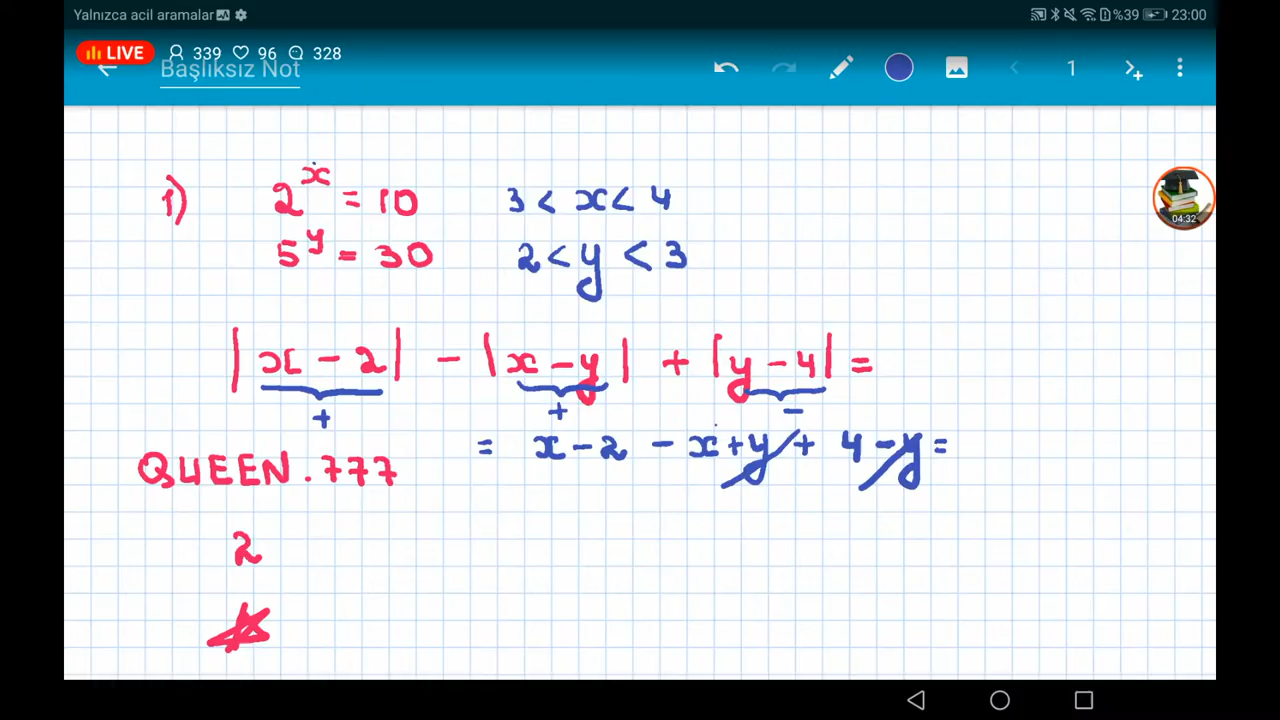 Yalnızca acil aramalar %39 23:00
LIVE 339 96 328
Başlıksız Not 1
1) 2^x = 10 3 < x < 4
5^y = 30 2 < y < 3
|x - 2| - |x - y| + |y - 4| =
+ + -
= x - 2 - x + y + 4 - y =
QUEEN.777
2
04:32